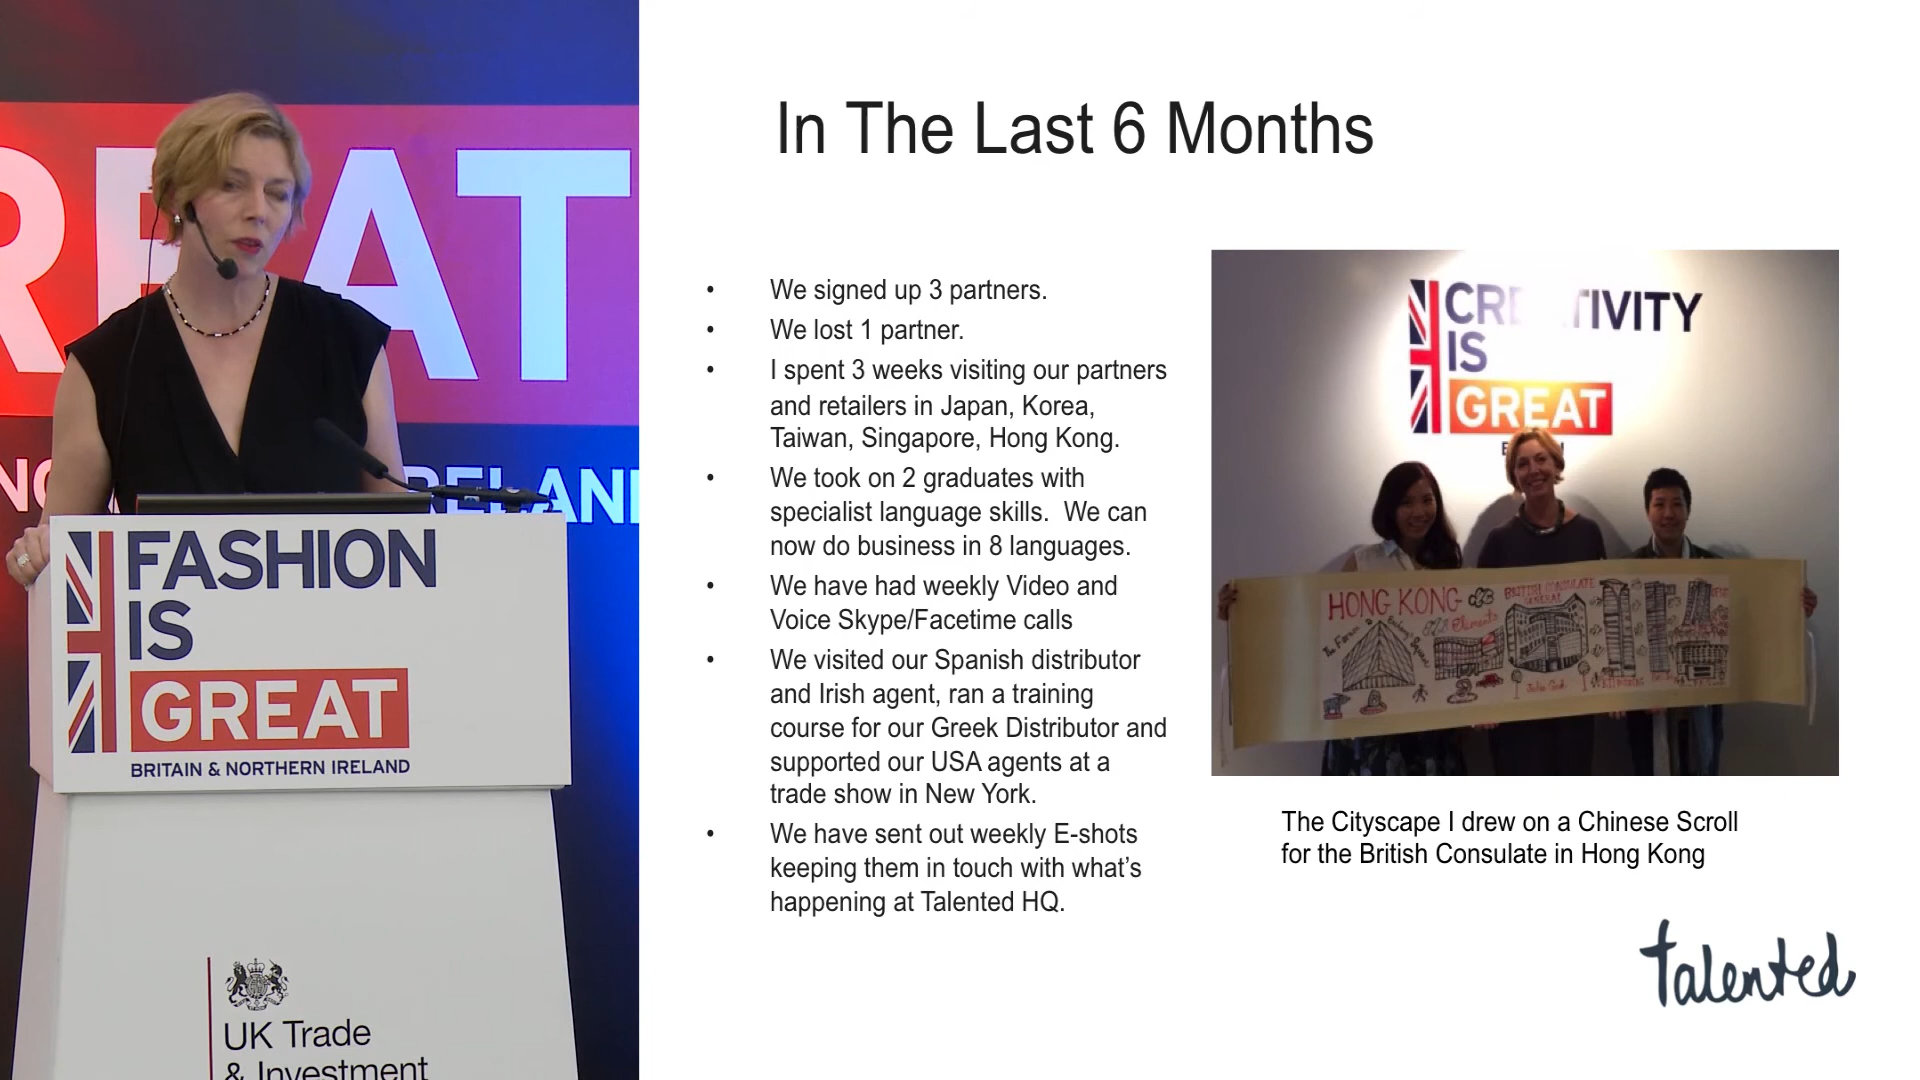 REAT
RELAND
FASHION
IS
GREAT
BRITAIN & NORTHERN IRELAND
UK Trade
& Investment
In The Last 6 Months
• We signed up 3 partners.
• We lost 1 partner.
• I spent 3 weeks visiting our partners
and retailers in Japan, Korea,
Taiwan, Singapore, Hong Kong.
• We took on 2 graduates with
specialist language skills.  We can
now do business in 8 languages.
• We have had weekly Video and
Voice Skype/Facetime calls
• We visited our Spanish distributor
and Irish agent, ran a training
course for our Greek Distributor and
supported our USA agents at a
trade show in New York.
• We have sent out weekly E-shots
keeping them in touch with what’s
happening at Talented HQ.
CREATIVITY
IS
GREAT
HONG KONG
BRITISH CONSULATE
GENERAL
Elements
The Cityscape I drew on a Chinese Scroll
for the British Consulate in Hong Kong
Talented